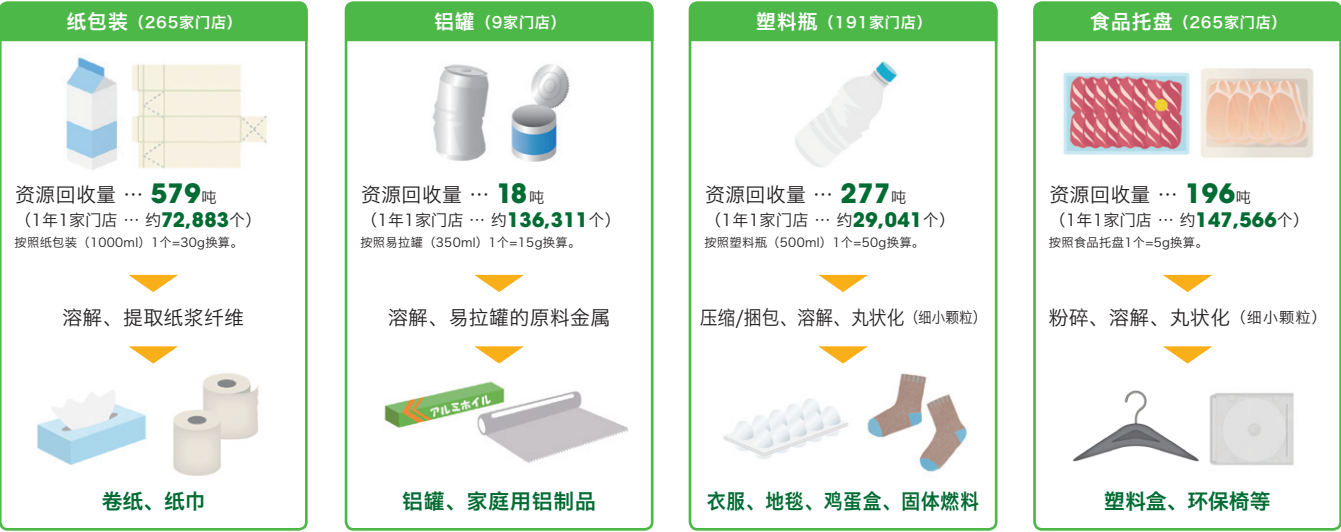 纸包装（265家门店）
资源回收量 … 579吨
（1年1家门店 … 约72,883个）
按照纸包装（1000ml）1个=30g换算。
溶解、提取纸浆纤维
卷纸、纸巾
铝罐（9家门店）
资源回收量 … 18吨
（1年1家门店 … 约136,311个）
按照易拉罐（350ml）1个=15g换算。
溶解、易拉罐的原料金属
アルミホイル
铝罐、家庭用铝制品
塑料瓶（191家门店）
资源回收量 … 277吨
（1年1家门店 … 约29,041个）
按照塑料瓶（500ml）1个=50g换算。
压缩/捆包、溶解、丸状化（细小颗粒）
衣服、地毯、鸡蛋盒、固体燃料
食品托盘（265家门店）
资源回收量 … 196吨
（1年1家门店 … 约147,566个）
按照食品托盘1个=5g换算。
粉碎、溶解、丸状化（细小颗粒）
塑料盒、环保椅等